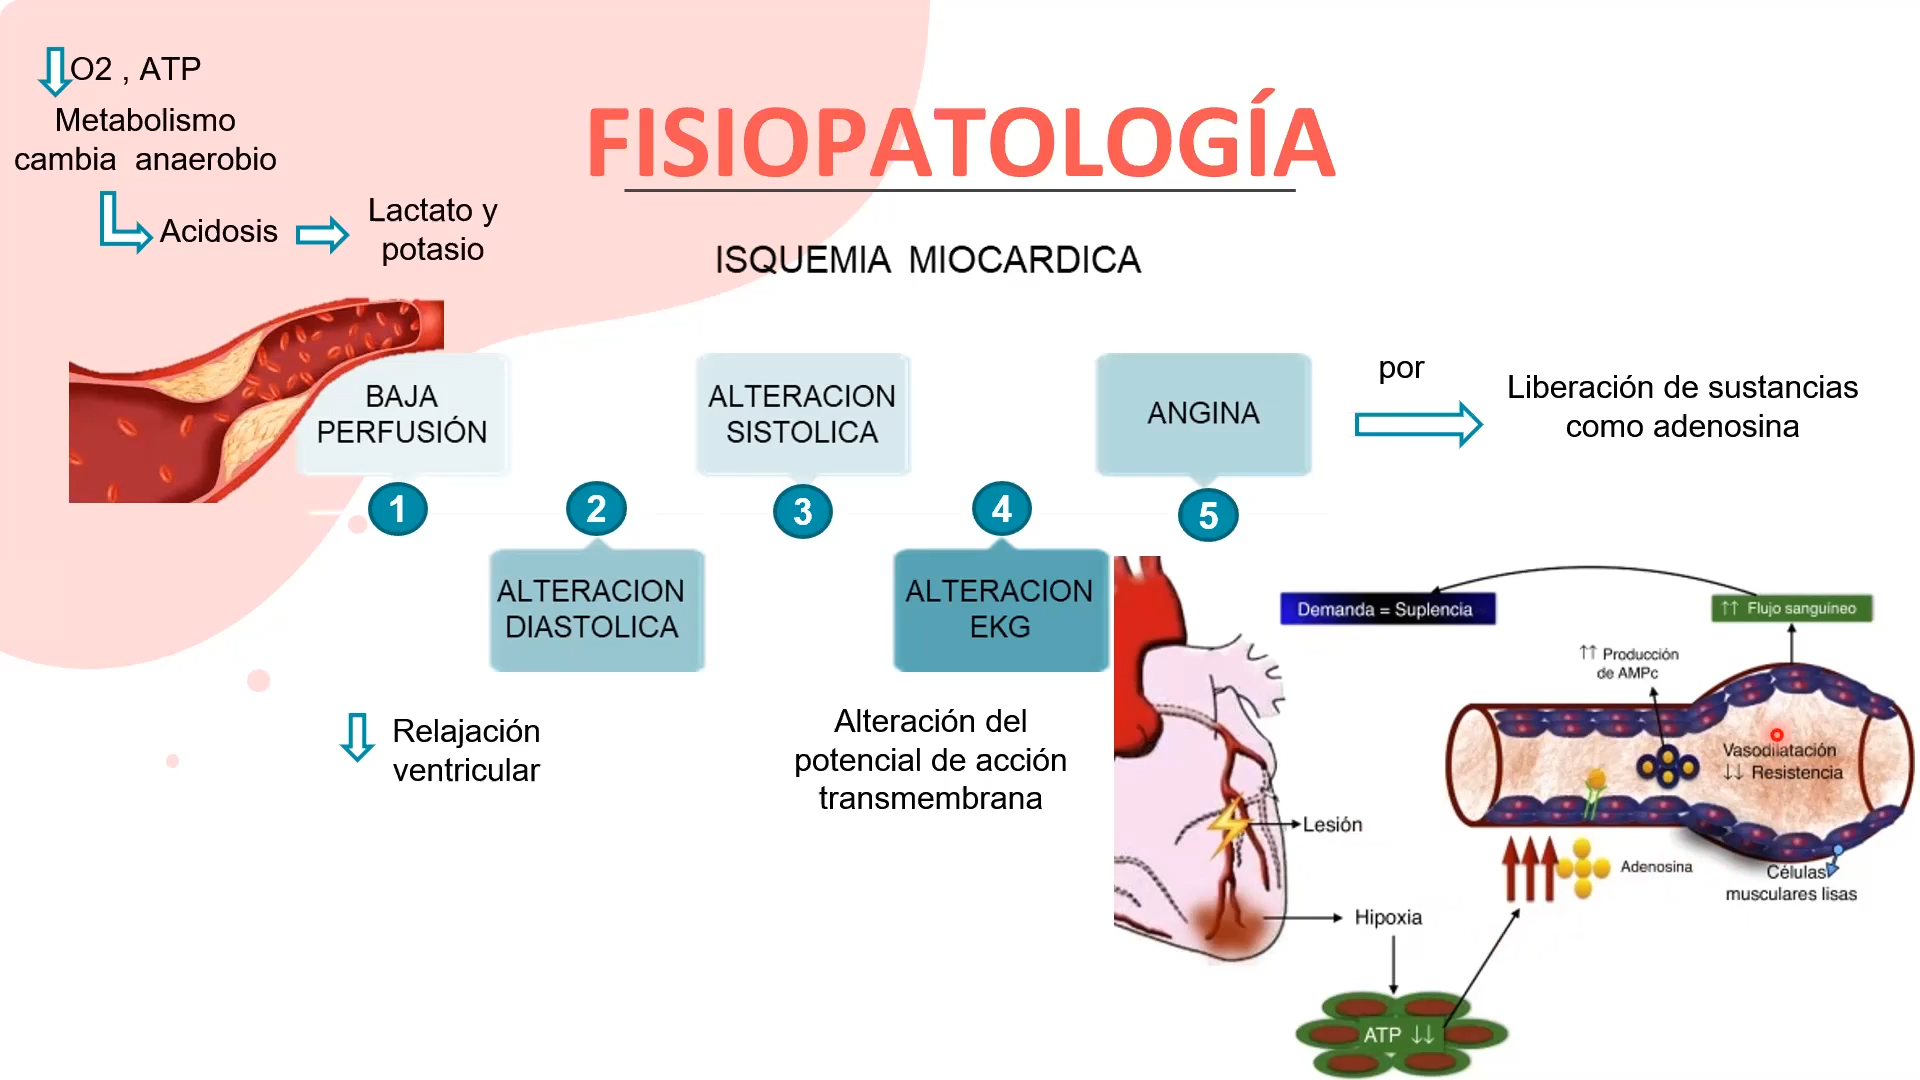 O2 , ATP
Metabolismo
cambia anaerobio
Acidosis
Lactato y
potasio
FISIOPATOLOGÍA
ISQUEMIA MIOCARDICA
BAJA
PERFUSIÓN
1
2
ALTERACION
DIASTOLICA
Relajación
ventricular
ALTERACION
SISTOLICA
3
4
ALTERACION
EKG
Alteración del
potencial de acción
transmembrana
ANGINA
5
por
Liberación de sustancias
como adenosina
Demanda = Suplencia
↑↑ Flujo sanguíneo
↑↑ Producción
de AMPc
Vasodilatación
↓↓ Resistencia
Lesión
Adenosina
Células
musculares lisas
Hipoxia
ATP ↓↓